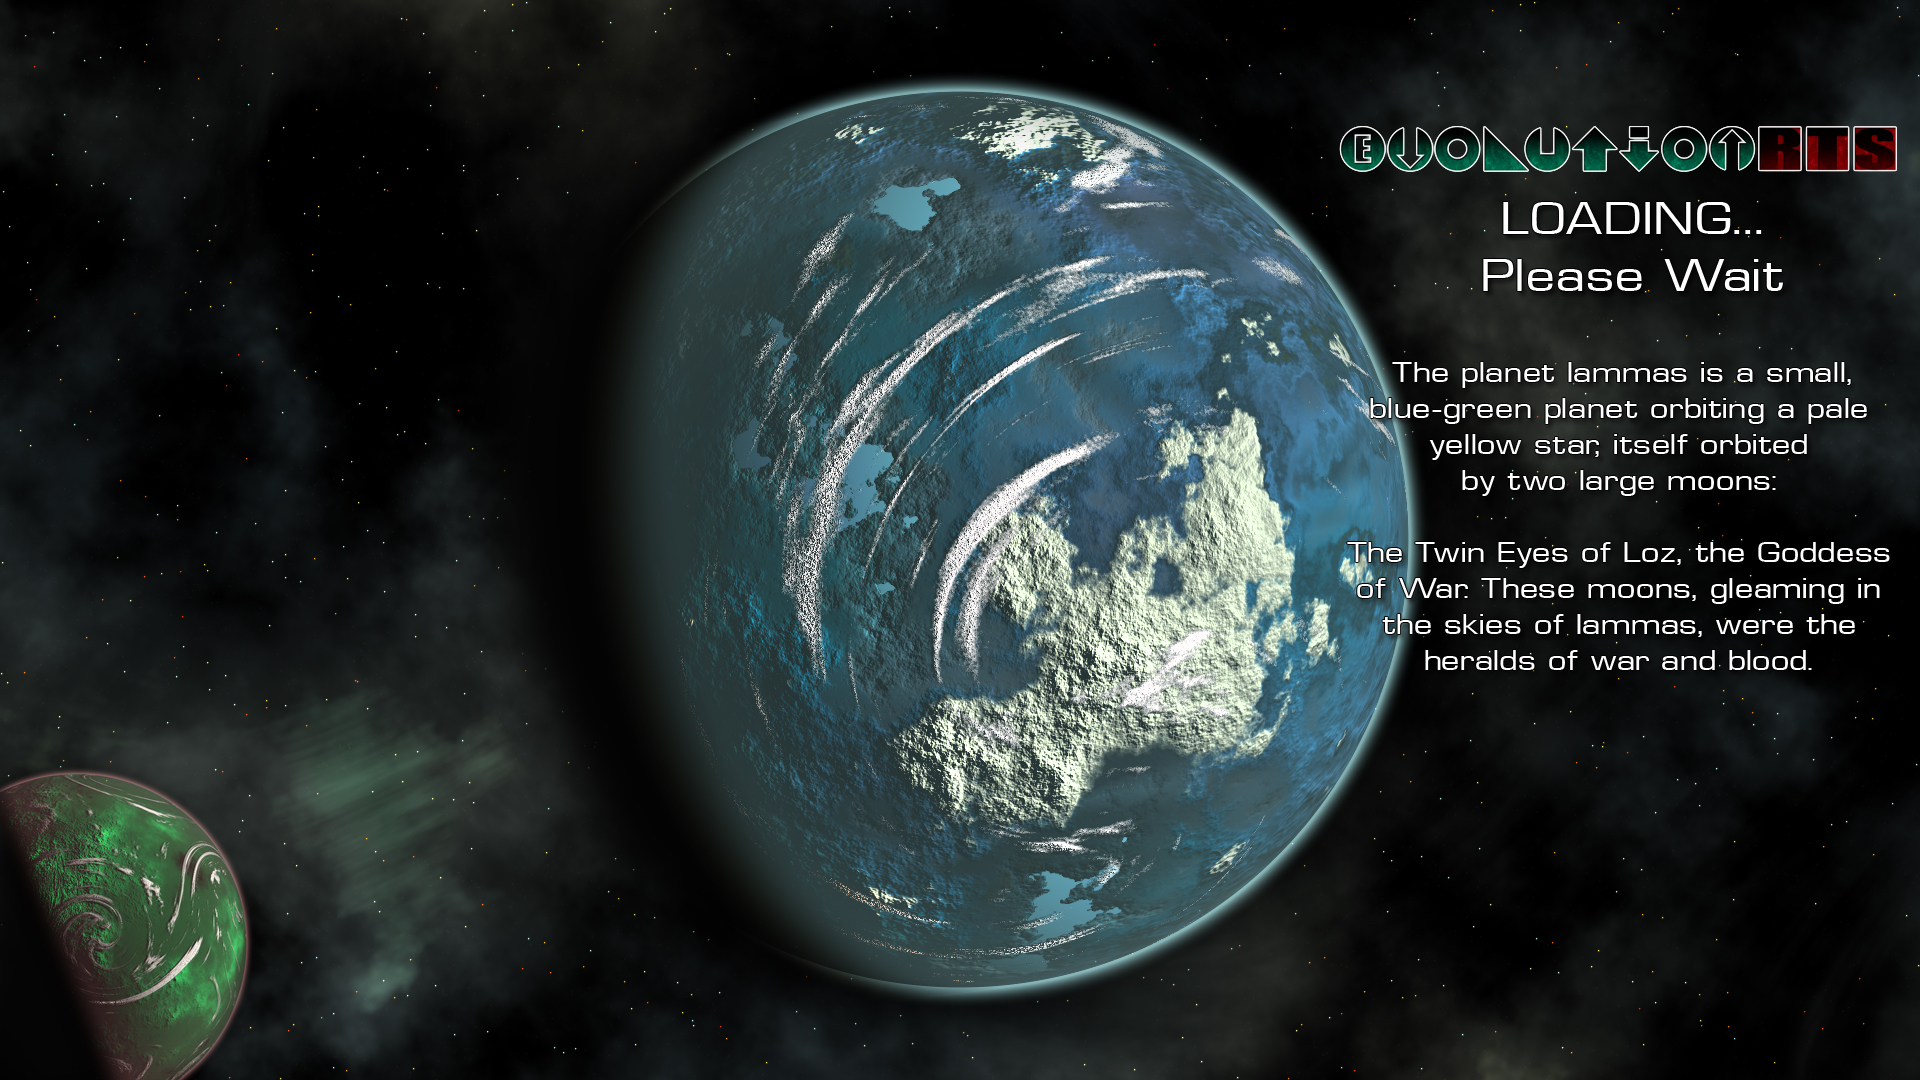 EVOLUTION RTS
LOADING...
Please Wait
The planet lammas is a small,
blue-green planet orbiting a pale
yellow star, itself orbited
by two large moons:
The Twin Eyes of Loz, the Goddess
of War. These moons, gleaming in
the skies of lammas, were the
heralds of war and blood.